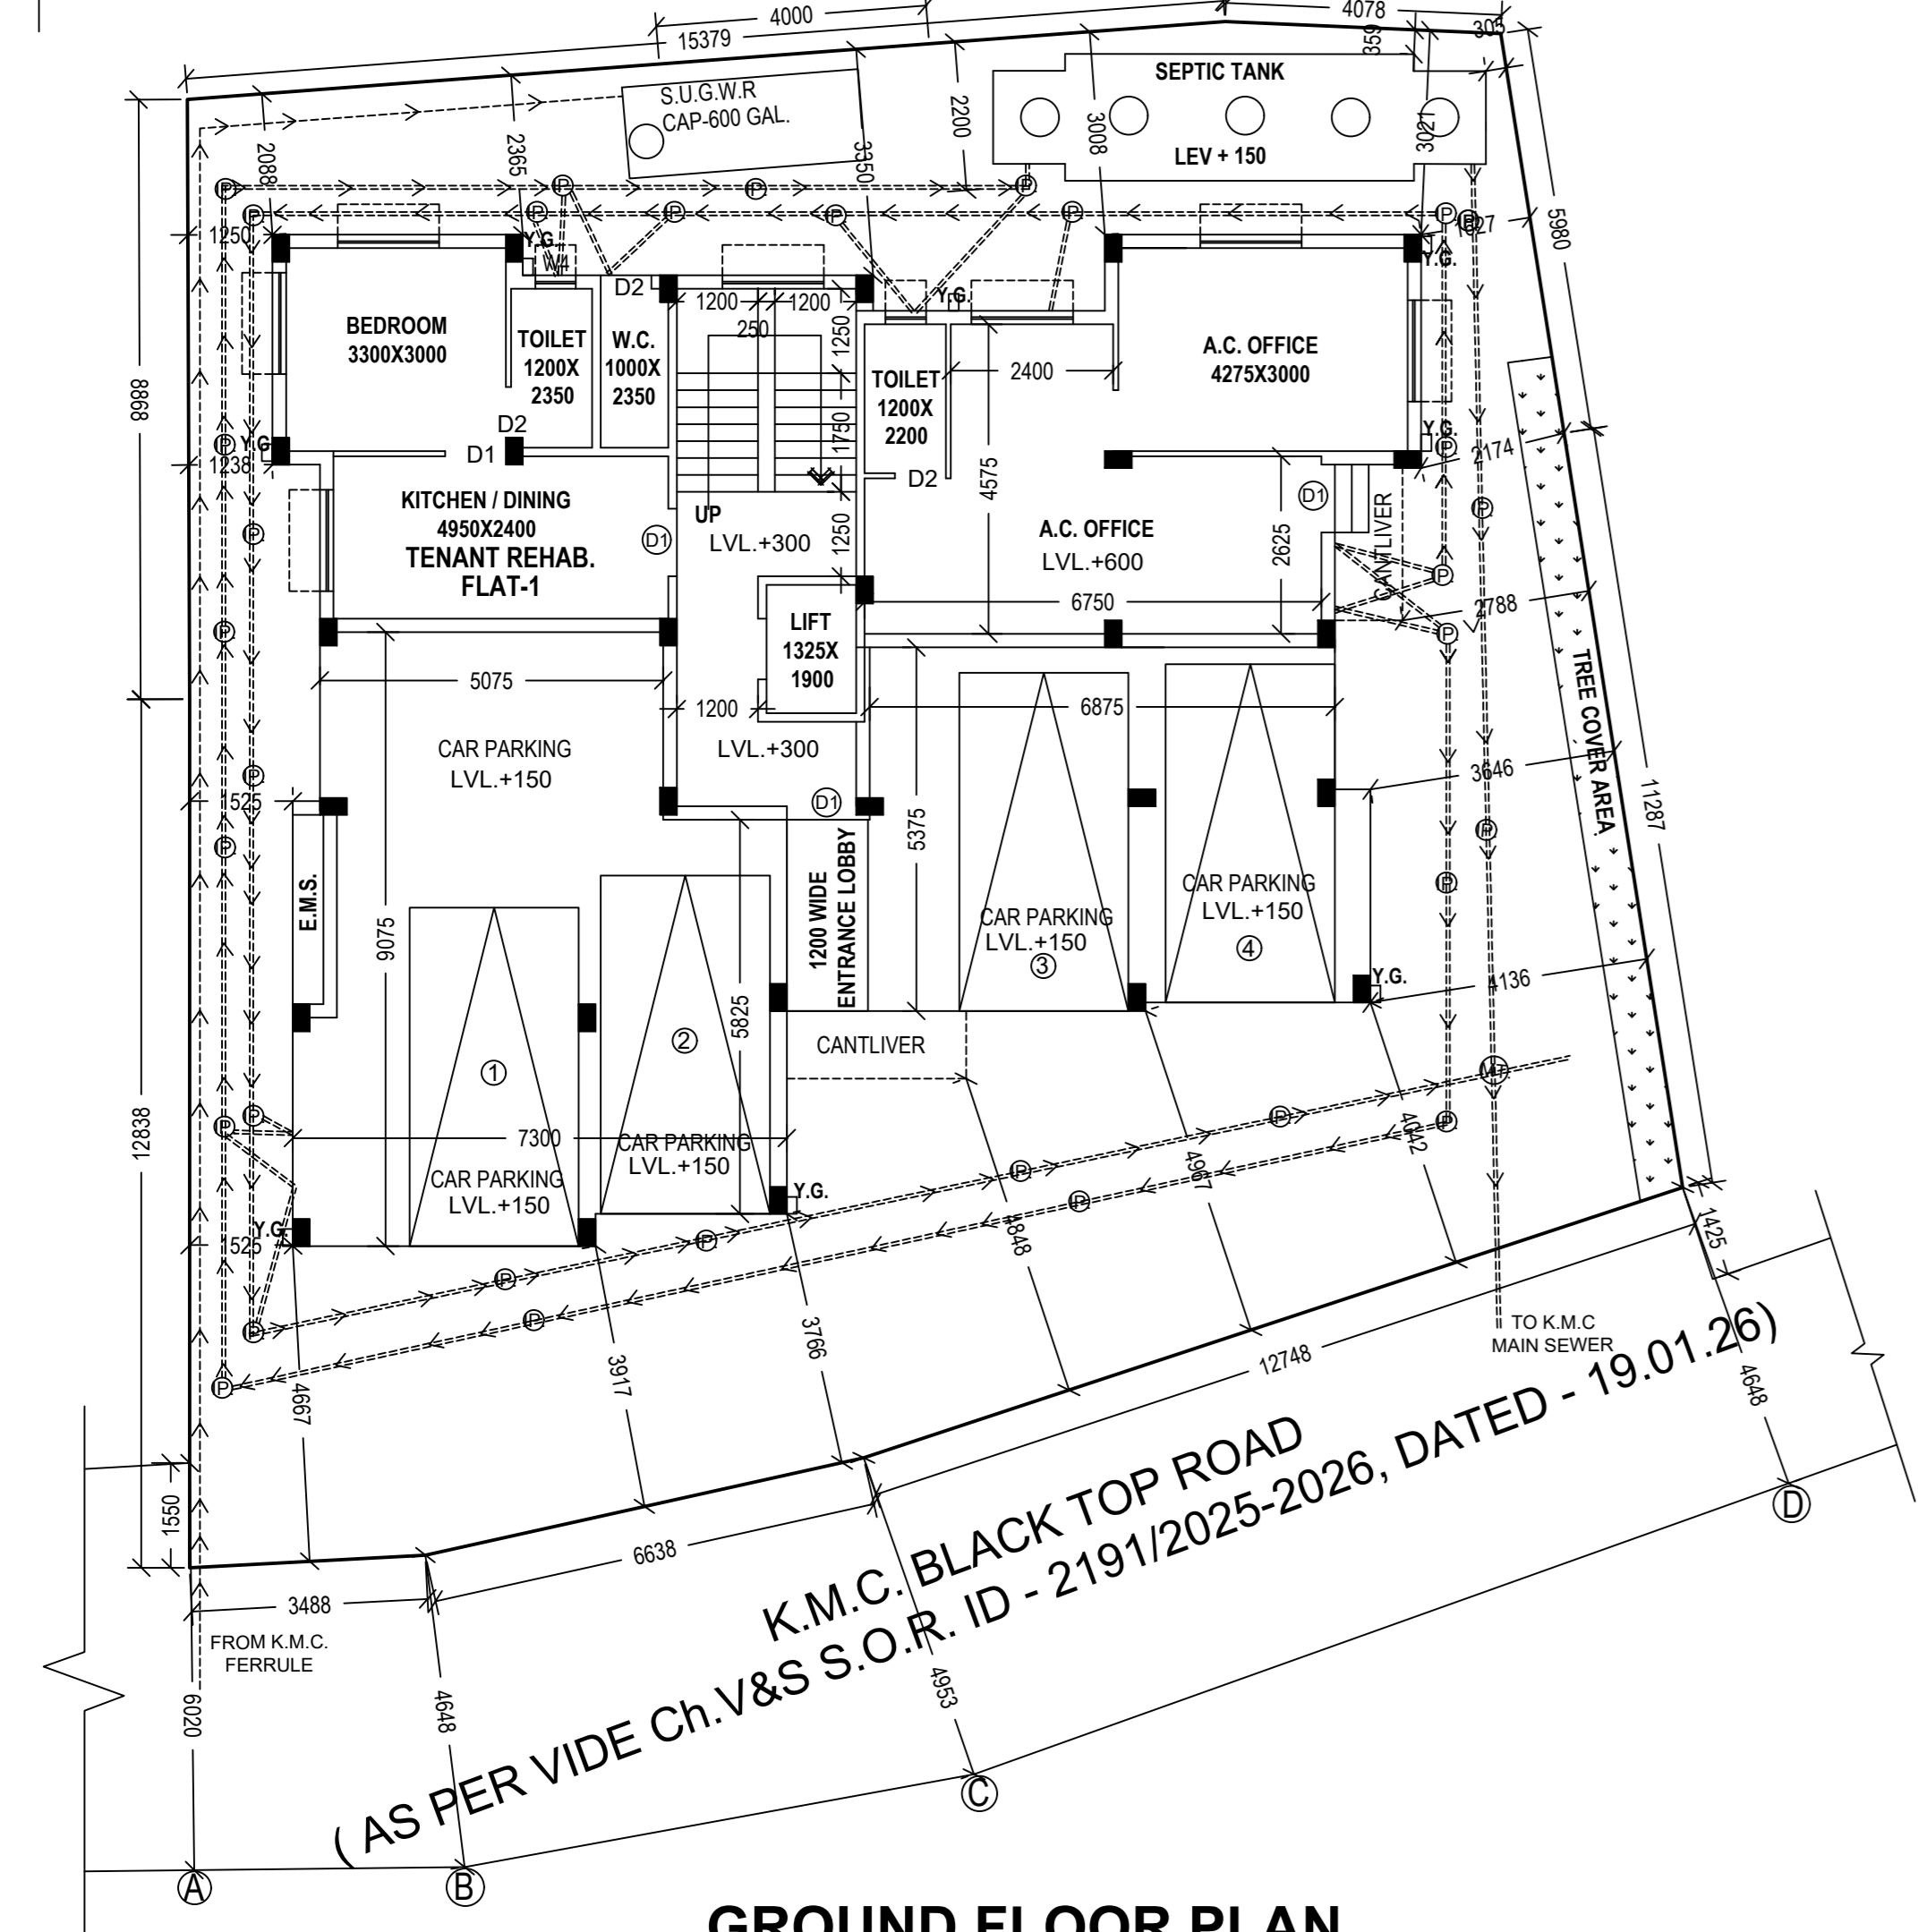 4000
4078
15379
359
305
SEPTIC TANK
S.U.G.W.R
CAP-600 GAL.
2200
3008
3021
LEV + 150
2088
2365
3350
1250
Y.G.
W4
D2
1200
1200
250
1250
Y.G.
1627
Y.G.
5980
BEDROOM
3300X3000
TOILET
1200X
2350
W.C.
1000X
2350
TOILET
1200X
2200
2400
A.C. OFFICE
4275X3000
8988
D2
D1
1750
D2
4575
Y.G.
1238
Y.G.
2174
KITCHEN / DINING
4950X2400
TENANT REHAB.
FLAT-1
D1
UP
LVL.+300
1250
A.C. OFFICE
LVL.+600
2625
D1
CANTLIVER
6750
2788
LIFT
1325X
1900
5075
1200
6875
TREE COVER AREA
CAR PARKING
LVL.+150
LVL.+300
3646
11287
1525
D1
5375
E.M.S.
9075
1200 WIDE
ENTRANCE LOBBY
CAR PARKING
LVL.+150
3
CAR PARKING
LVL.+150
4
Y.G.
4136
5825
1
2
CANTLIVER
M.T.
12838
7300
CAR PARKING
LVL.+150
CAR PARKING
LVL.+150
4967
4042
Y.G.
Y.G.
1525
4848
1425
3766
3917
4667
12748
TO K.M.C
MAIN SEWER
4648
1550
6638
3488
FROM K.M.C.
FERRULE
K.M.C. BLACK TOP ROAD
( AS PER VIDE Ch.V&S S.O.R. ID - 2191/2025-2026, DATED - 19.01.26)
6020
4648
4953
A
B
C
D
GROUND FLOOR PLAN